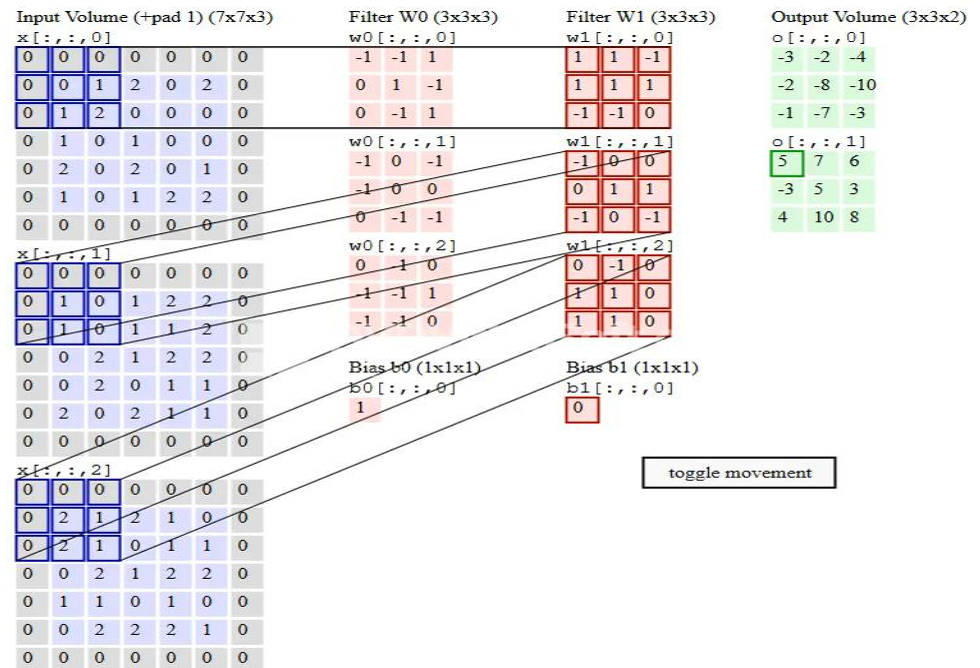 Input Volume (+pad 1) (7x7x3)
x[:,:,0]
0 0 0 0 0 0 0
0 0 1 2 0 2 0
0 1 2 0 0 0 0
0 1 0 1 0 0 0
0 2 0 2 0 1 0
0 1 0 1 2 2 0
0 0 0 0 0 0 0
x[:,:,1]
0 0 0 0 0 0 0
0 1 0 1 2 2 0
0 1 0 1 1 2 0
0 0 2 1 2 2 0
0 0 2 0 1 1 0
0 2 0 2 1 1 0
0 0 0 0 0 0 0
x[:,:,2]
0 0 0 0 0 0 0
0 2 1 2 1 0 0
0 2 1 0 1 1 0
0 0 2 1 2 2 0
0 1 1 0 1 0 0
0 0 2 2 2 1 0
0 0 0 0 0 0 0
Filter W0 (3x3x3)
w0[:,:,0]
-1 -1 1
0 1 -1
0 -1 1
w0[:,:,1]
-1 0 -1
-1 0 0
0 -1 -1
w0[:,:,2]
0 -1 0
-1 -1 1
-1 -1 0
Bias b0 (1x1x1)
b0[:,:,0]
1
Filter W1 (3x3x3)
w1[:,:,0]
1 1 -1
1 1 1
-1 -1 0
w1[:,:,1]
-1 0 0
0 1 1
-1 0 -1
w1[:,:,2]
0 -1 0
1 1 0
1 1 0
Bias b1 (1x1x1)
b1[:,:,0]
0
Output Volume (3x3x2)
o[:,:,0]
-3 -2 -4
-2 -8 -10
-1 -7 -3
o[:,:,1]
5 7 6
-3 5 3
4 10 8
toggle movement